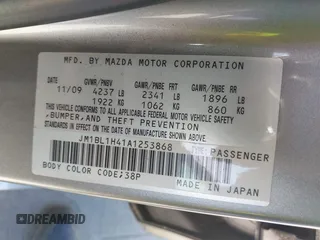 MFD. BY MAZDA MOTOR CORPORATION
GVWR/PNBV GAWR/PNBE FRT GAWR/PNBE RR
11/09 4237 LB 2341 LB 1896 LB
1922 KG 1062 KG 860 KG
THIS VEHICLE CONFORMS TO ALL APPLICABLE
FEDERAL MOTOR VEHICLE SAFETY
BUMPER, AND THEFT PREVENTION
STANDARDS IN EFFECT ON THE DATE OF
MANUFACTURE SHOWN ABOVE.
JM1BL1H41A1253868 PASSENGER
BODY COLOR CODE:38P
MADE IN JAPAN
DREAMBID